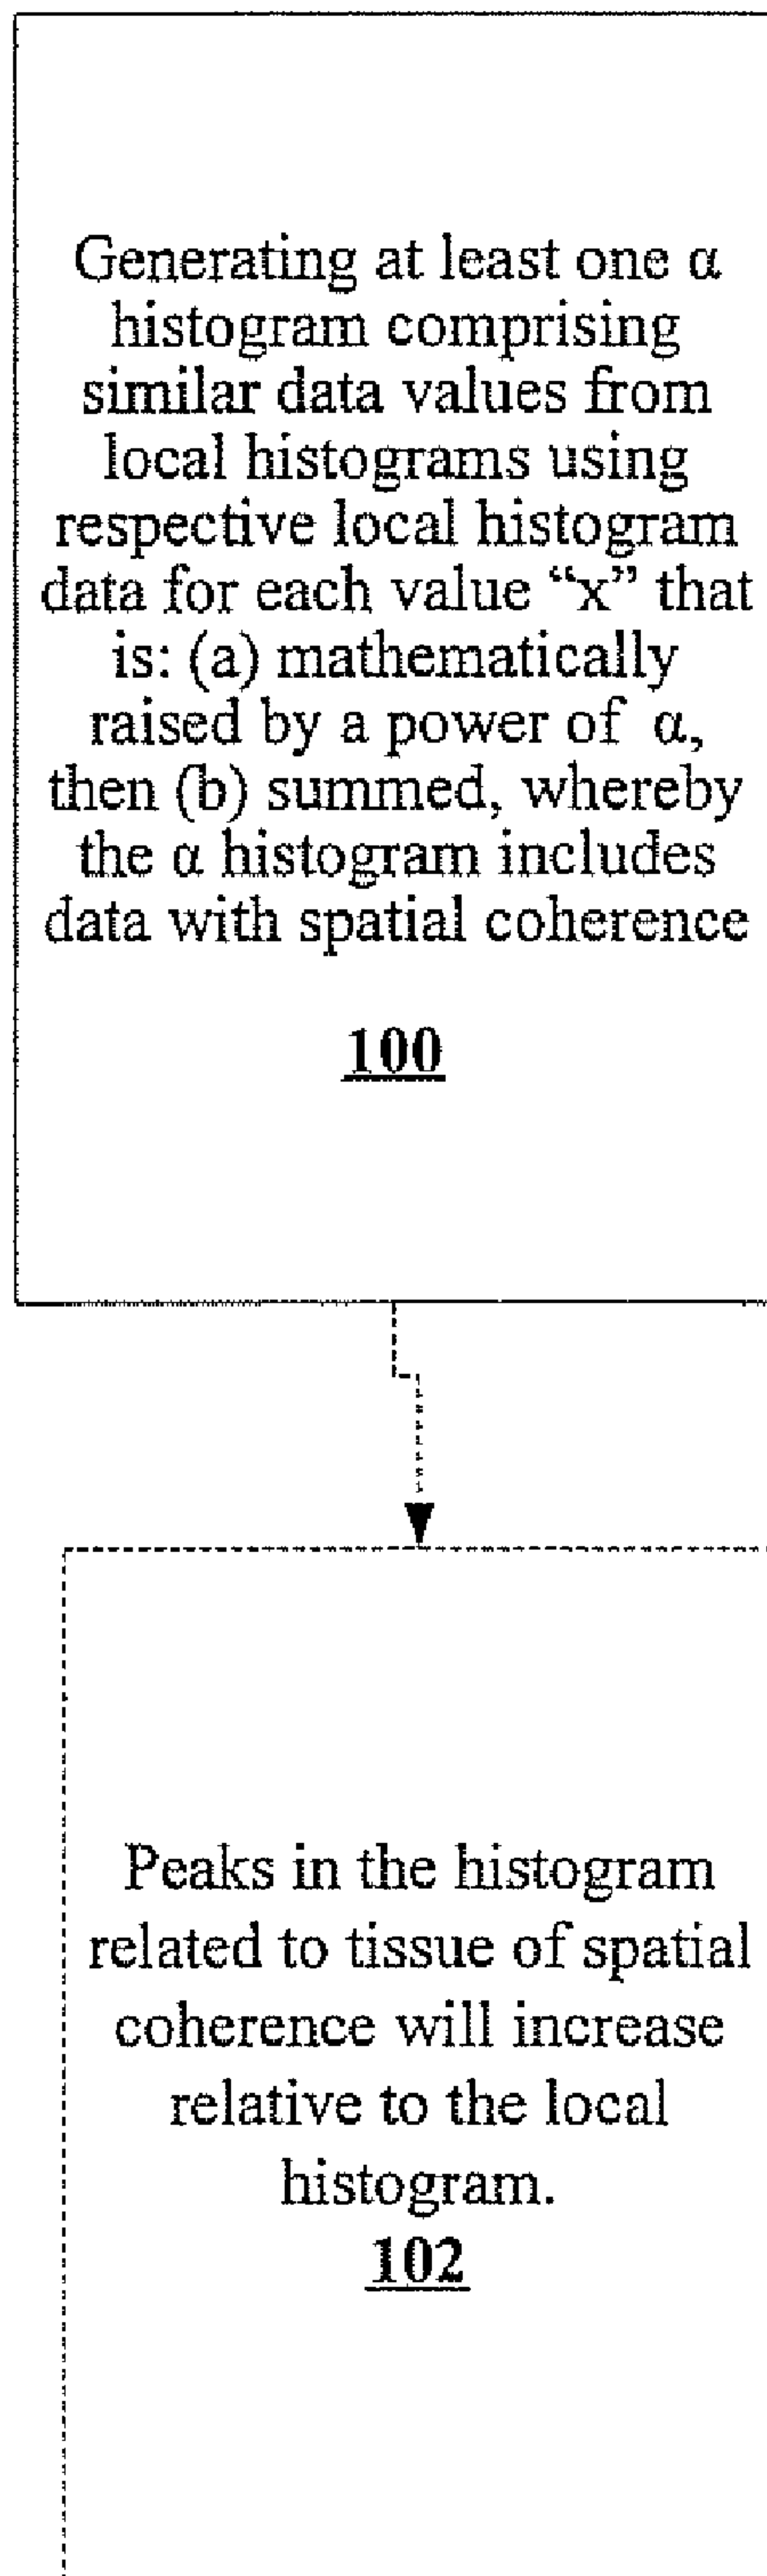 Generating at least one α
histogram comprising
similar data values from
local histograms using
respective local histogram
data for each value “x” that
is: (a) mathematically
raised by a power of α,
then (b) summed, whereby
the α histogram includes
data with spatial coherence
100
Peaks in the histogram
related to tissue of spatial
coherence will increase
relative to the local
histogram.
102